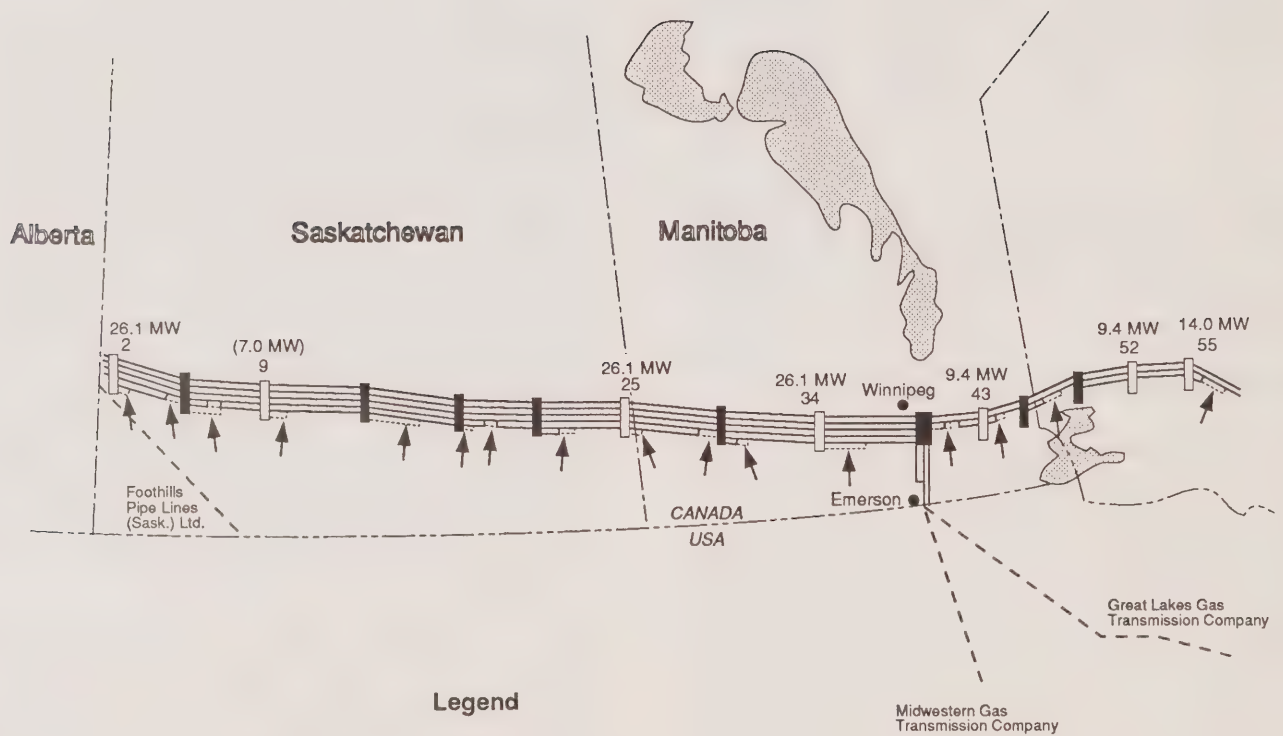 Alberta
Saskatchewan
Manitoba
26.1 MW
2
(7.0 MW)
9
26.1 MW
25
26.1 MW
34
Winnipeg
9.4 MW
43
9.4 MW
52
14.0 MW
55
Foothills
Pipe Lines
(Sask.) Ltd.
Emerson
CANADA
USA
Great Lakes Gas
Transmission Company
Midwestern Gas
Transmission Company
Legend